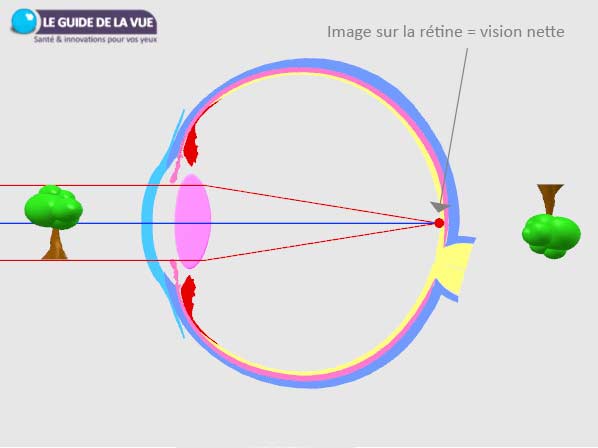 LE GUIDE DE LA VUE
Santé & innovations pour vos yeux
Image sur la rétine = vision nette